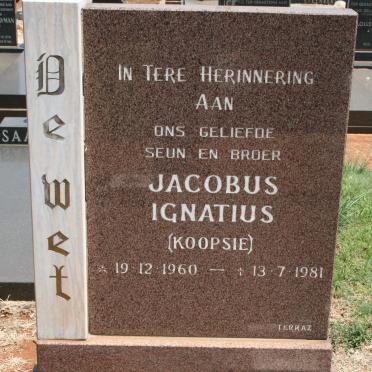 De Wet
In Tere Herinnering
Aan
ons geliefde
seun en broer
JACOBUS
IGNATIUS
(KOOPSIE)
19·12·1960 — 13·7·1981
TERRAZ